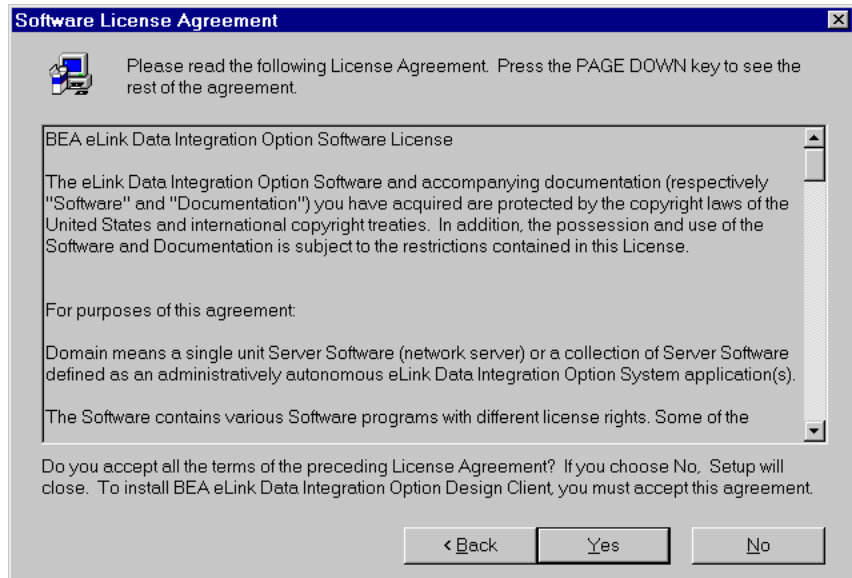 Software License Agreement
Please read the following License Agreement. Press the PAGE DOWN key to see the
rest of the agreement.
BEA eLink Data Integration Option Software License
The eLink Data Integration Option Software and accompanying documentation (respectively
"Software" and "Documentation") you have acquired are protected by the copyright laws of the
United States and international copyright treaties. In addition, the possession and use of the
Software and Documentation is subject to the restrictions contained in this License.
For purposes of this agreement:
Domain means a single unit Server Software (network server) or a collection of Server Software
defined as an administratively autonomous eLink Data Integration Option System application(s).
The Software contains various Software programs with different license rights. Some of the
Do you accept all the terms of the preceding License Agreement? If you choose No, Setup will
close. To install BEA eLink Data Integration Option Design Client, you must accept this agreement.
< Back
Yes
No